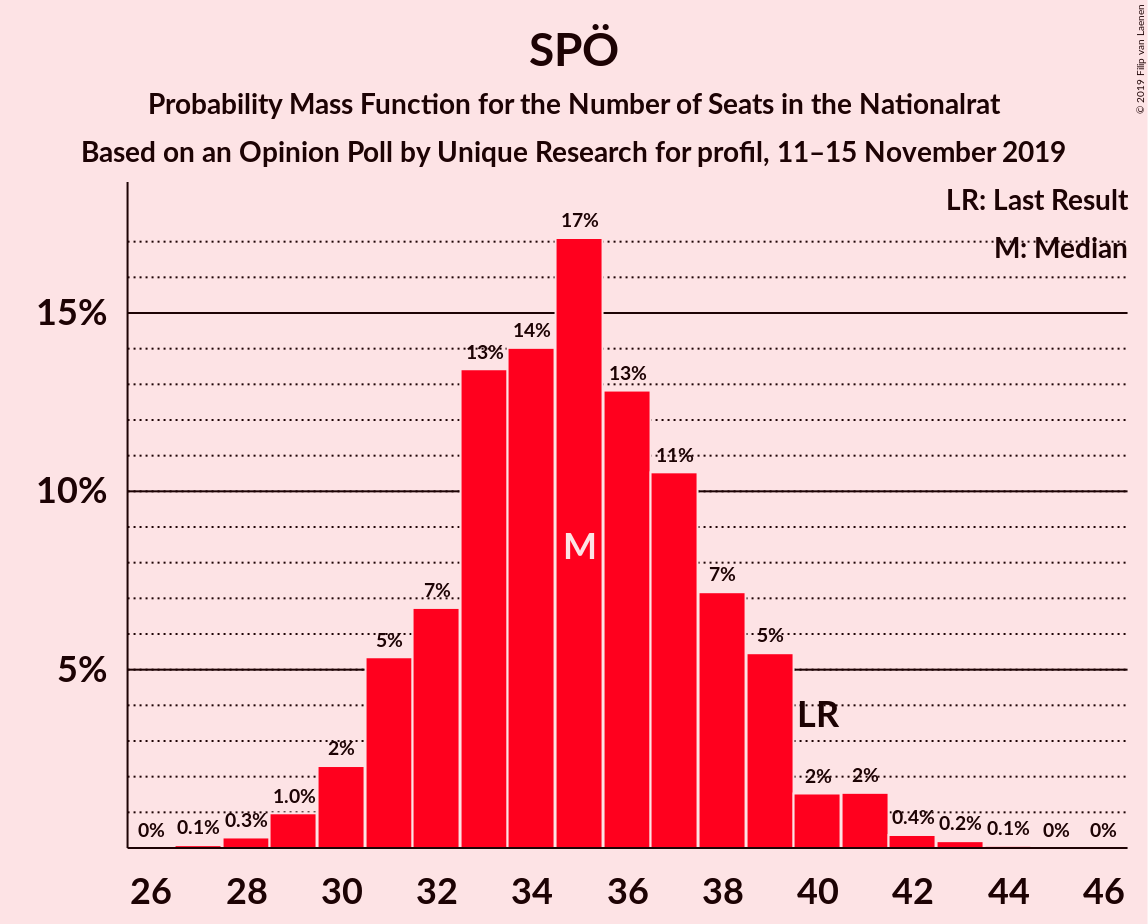 SPÖ
Probability Mass Function for the Number of Seats in the Nationalrat
Based on an Opinion Poll by Unique Research for profil, 11–15 November 2019
© 2019 Filip van Laenen
LR: Last Result
M: Median
15%
10%
5%
0%
0.1%
0.3%
1.0%
2%
5%
7%
13%
14%
17%
13%
11%
7%
5%
2%
2%
0.4%
0.2%
0.1%
0%
0%
M
LR
26 28 30 32 34 36 38 40 42 44 46